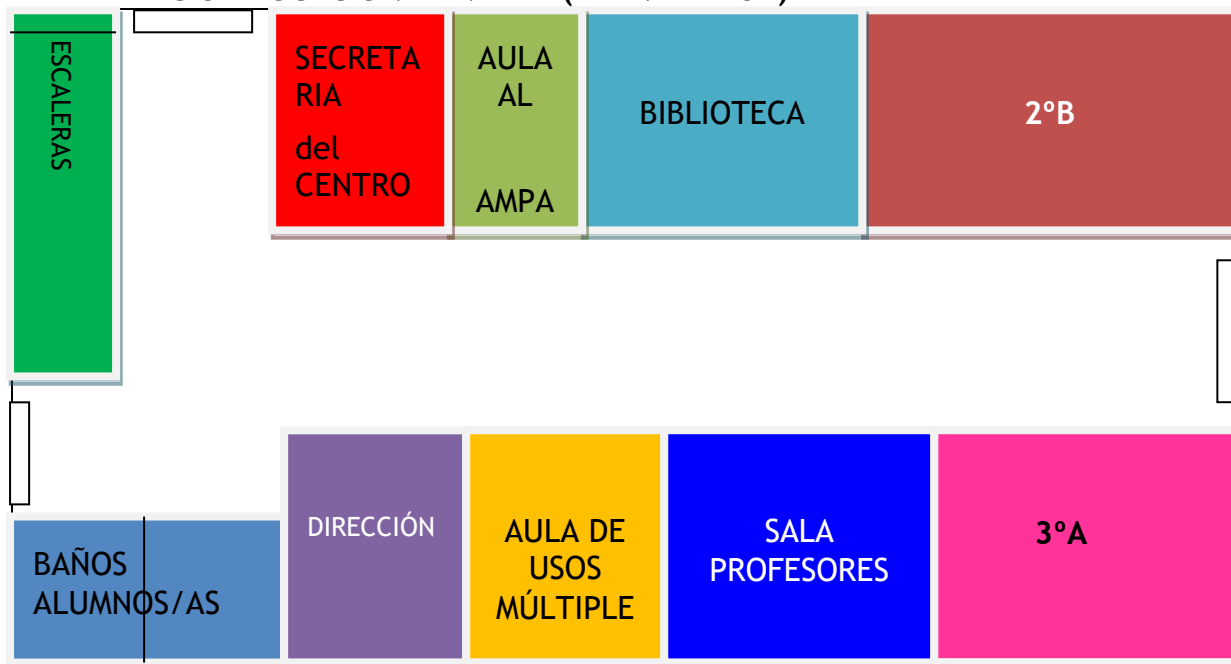 ESCALERAS
SECRETA
RIA
del
CENTRO
AULA
AL
AMPA
BIBLIOTECA
2ºB
BAÑOS
ALUMNOS/AS
DIRECCIÓN
AULA DE
USOS
MÚLTIPLE
SALA
PROFESORES
3ºA